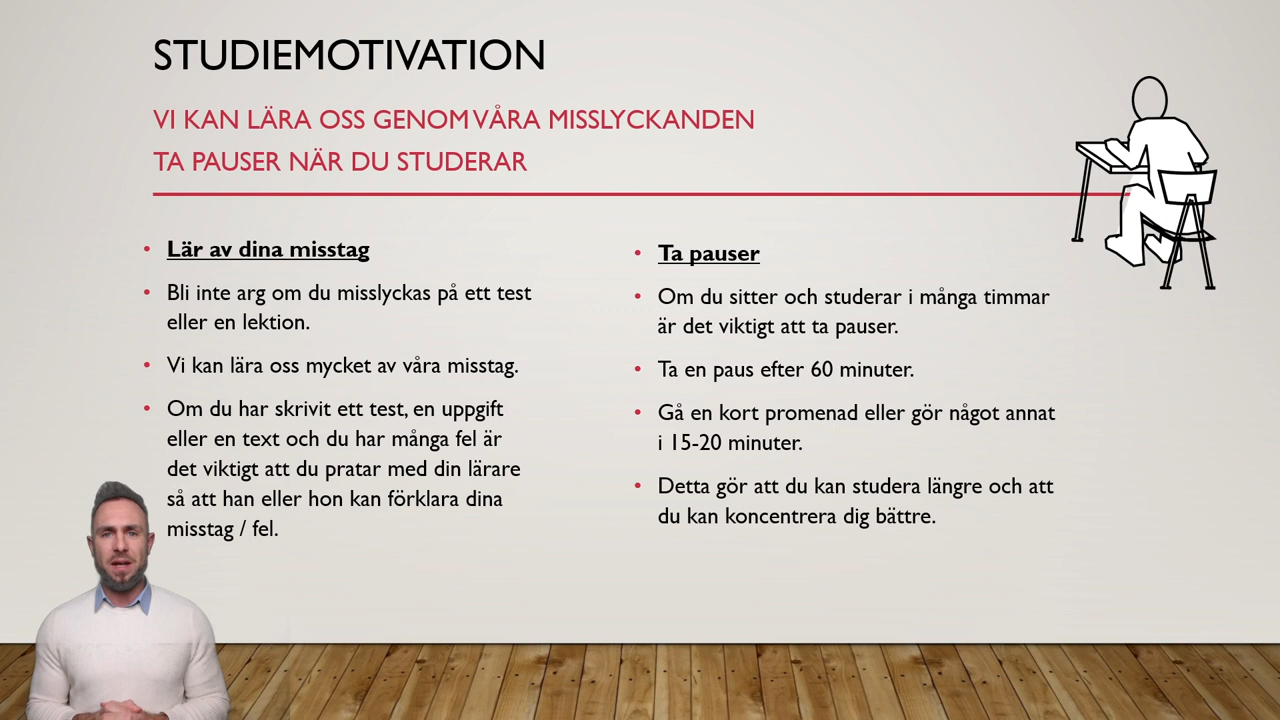 STUDIEMOTIVATION
VI KAN LÄRA OSS GENOM VÅRA MISSLYCKANDEN
TA PAUSER NÄR DU STUDERAR
• Lär av dina misstag
• Bli inte arg om du misslyckas på ett test
eller en lektion.
• Vi kan lära oss mycket av våra misstag.
• Om du har skrivit ett test, en uppgift
eller en text och du har många fel är
det viktigt att du pratar med din lärare
så att han eller hon kan förklara dina
misstag / fel.
• Ta pauser
• Om du sitter och studerar i många timmar
är det viktigt att ta pauser.
• Ta en paus efter 60 minuter.
• Gå en kort promenad eller gör något annat
i 15-20 minuter.
• Detta gör att du kan studera längre och att
du kan koncentrera dig bättre.